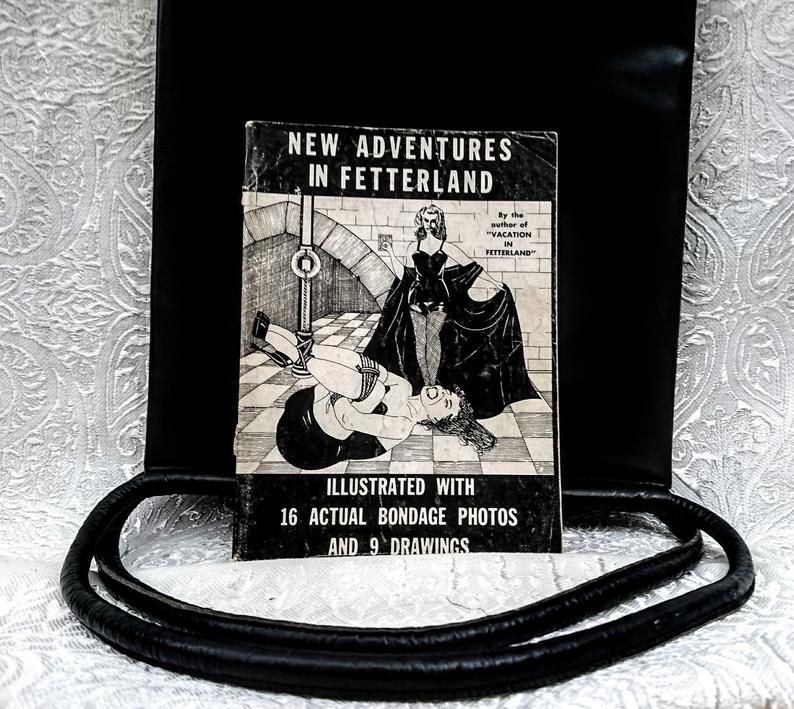 NEW ADVENTURES
IN FETTERLAND
By the
author of
"VACATION
IN
FETTERLAND"
ILLUSTRATED WITH
16 ACTUAL BONDAGE PHOTOS
AND 9 DRAWINGS